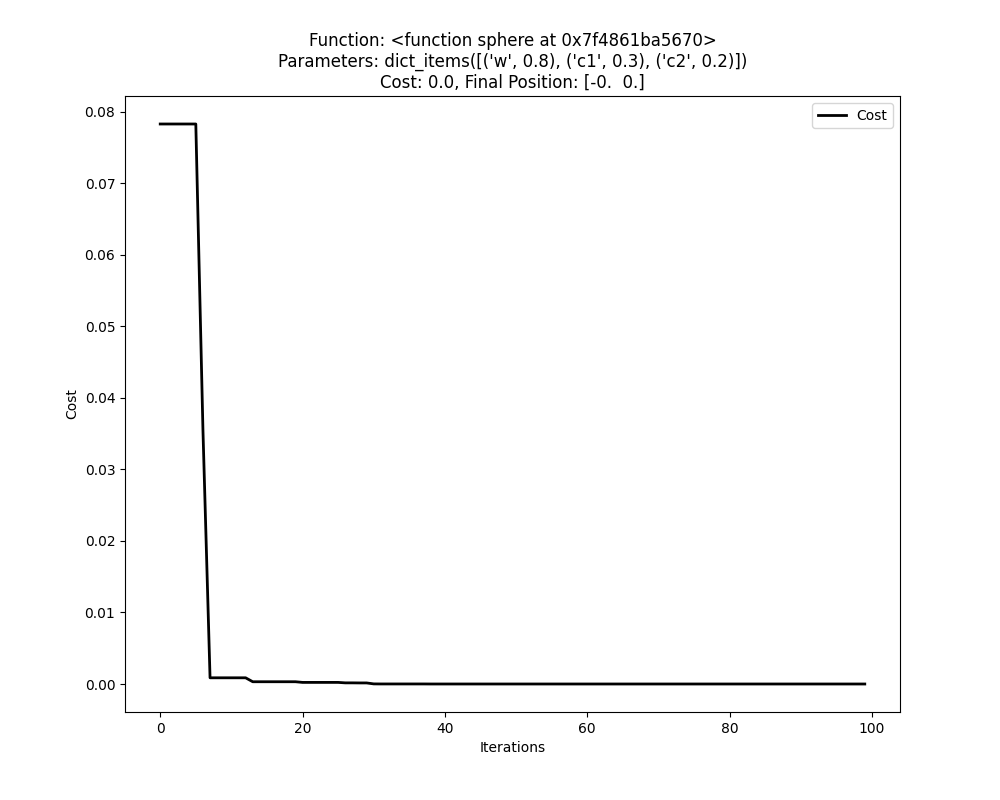 Function: <function sphere at 0x7f4861ba5670>
Parameters: dict_items([('w', 0.8), ('c1', 0.3), ('c2', 0.2)])
Cost: 0.0, Final Position: [-0.  0.]
Cost
0.08
0.07
0.06
0.05
0.04
0.03
0.02
0.01
0.00
Cost
0 20 40 60 80 100
Iterations